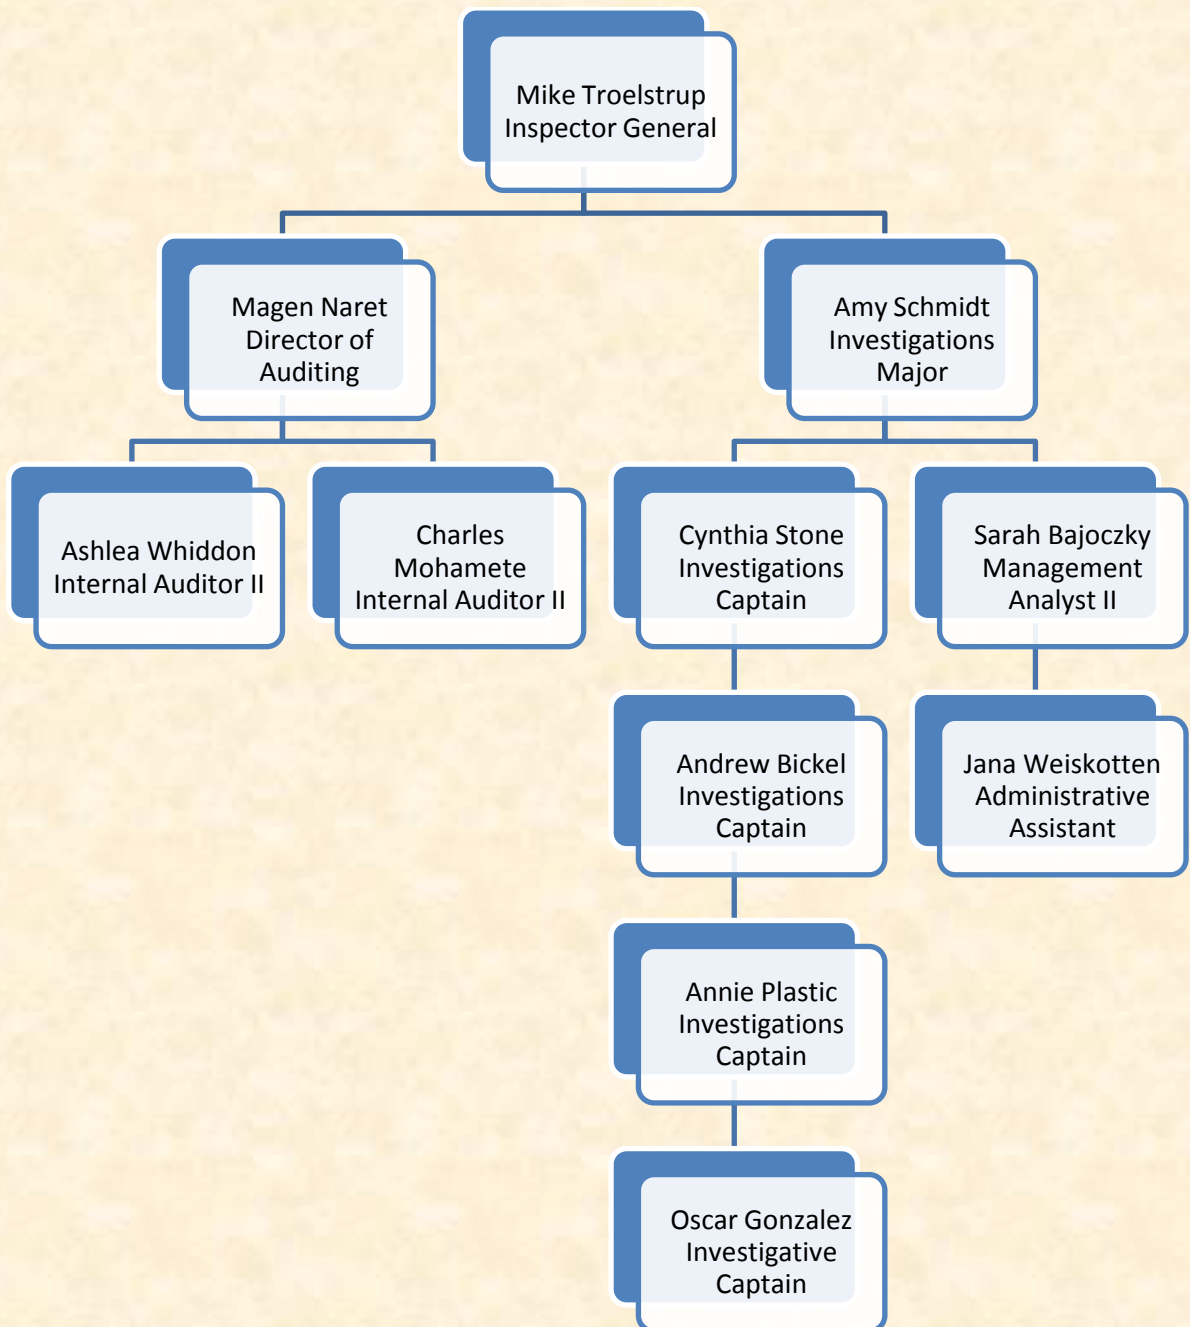 Mike Troelstrup
Inspector General
Magen Naret
Director of
Auditing
Amy Schmidt
Investigations
Major
Ashlea Whiddon
Internal Auditor II
Charles
Mohamete
Internal Auditor II
Cynthia Stone
Investigations
Captain
Sarah Bajoczky
Management
Analyst II
Andrew Bickel
Investigations
Captain
Jana Weiskotten
Administrative
Assistant
Annie Plastic
Investigations
Captain
Oscar Gonzalez
Investigative
Captain